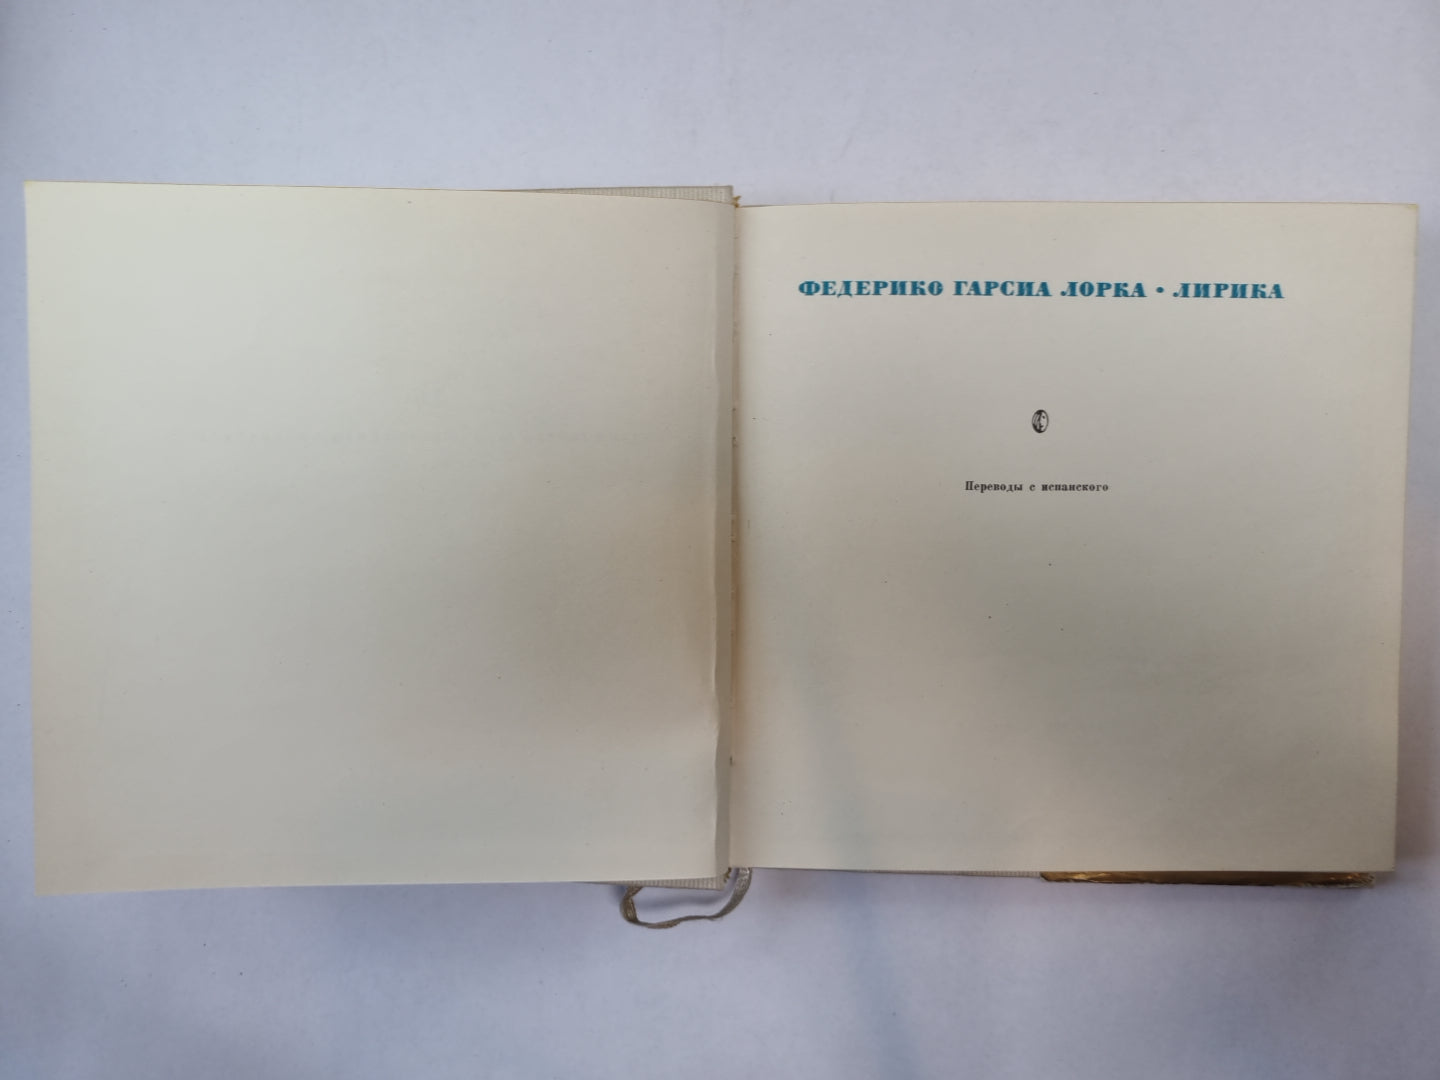 ФЕДЕРИКО ГАРСИА ЛОРКА • ЛИРИКА
Переводы с испанского